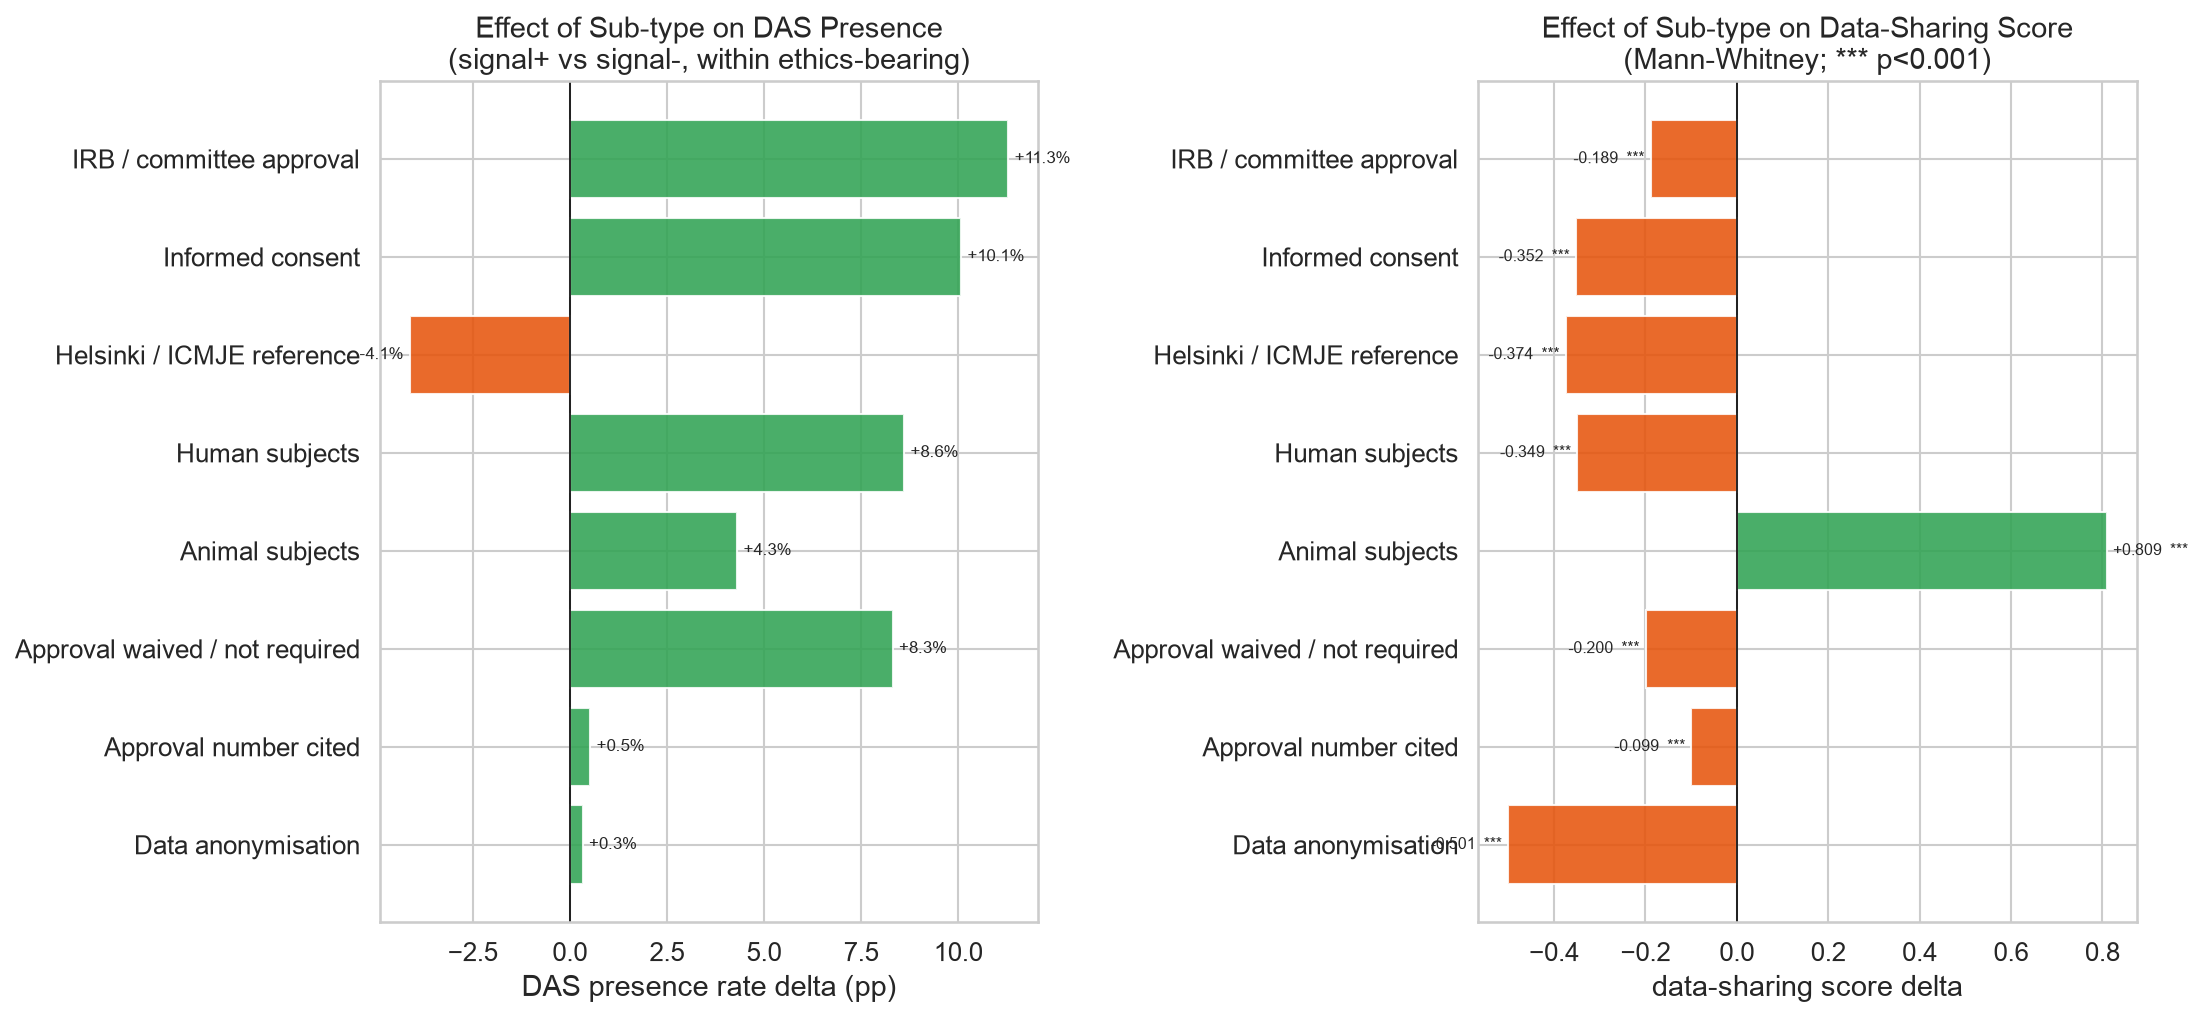 Effect of Sub-type on DAS Presence
(signal+ vs signal-, within ethics-bearing)
IRB / committee approval
+11.3%
Informed consent
+10.1%
Helsinki / ICMJE reference
-4.1%
Human subjects
+8.6%
Animal subjects
+4.3%
Approval waived / not required
+8.3%
Approval number cited
+0.5%
Data anonymisation
+0.3%
−2.5 0.0 2.5 5.0 7.5 10.0
DAS presence rate delta (pp)
Effect of Sub-type on Data-Sharing Score
(Mann-Whitney; *** p<0.001)
IRB / committee approval
-0.189 ***
Informed consent
-0.352 ***
Helsinki / ICMJE reference
-0.374 ***
Human subjects
-0.349 ***
Animal subjects
+0.809 ***
Approval waived / not required
-0.200 ***
Approval number cited
-0.099 ***
Data anonymisation
-0.501 ***
−0.4 −0.2 0.0 0.2 0.4 0.6 0.8
data-sharing score delta